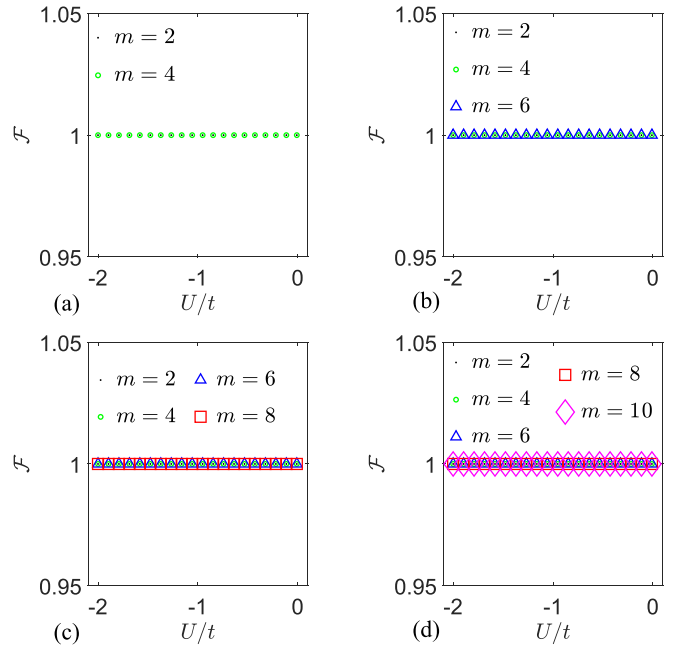 1.05
m = 2
m = 4
ℱ
1
0.95
-2
-1
0
U/t
(a)
1.05
m = 2
m = 4
m = 6
ℱ
1
0.95
-2
-1
0
U/t
(b)
1.05
m = 2
m = 6
m = 4
m = 8
ℱ
1
0.95
-2
-1
0
U/t
(c)
1.05
m = 2
m = 8
m = 4
m = 10
m = 6
ℱ
1
0.95
-2
-1
0
U/t
(d)